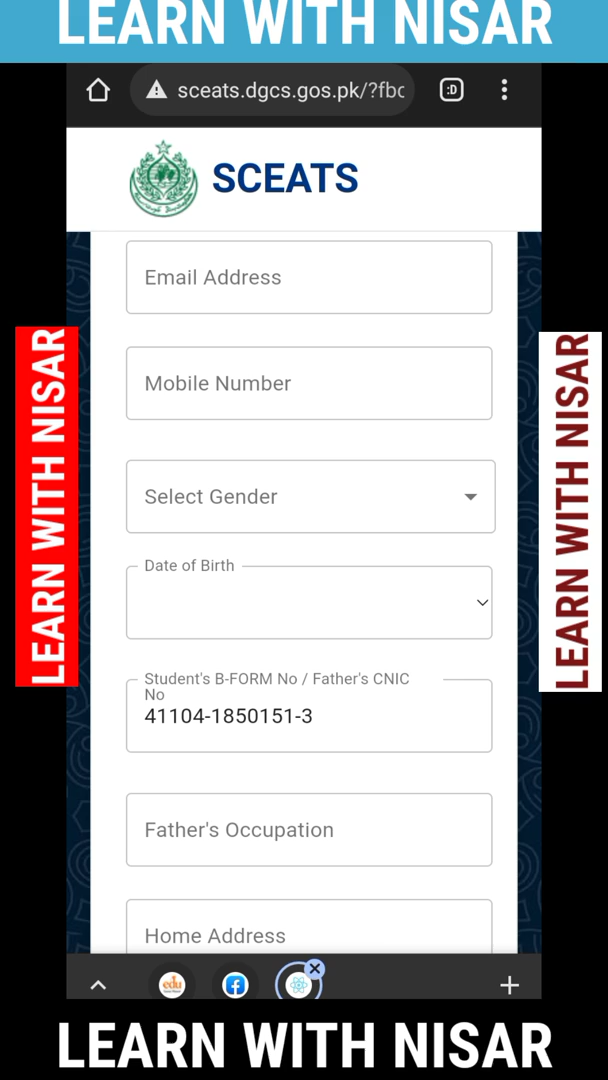 LEARN WITH NISAR
:D
sceats.dgcs.gos.pk/?fbc
SCEATS
Email Address
Mobile Number
Select Gender
LEARN WITH NISAR
LEARN WITH NISAR
Date of Birth
Student's B-FORM No / Father's CNIC
No
41104-1850151-3
Father's Occupation
Home Address
edu
LEARN WITH NISAR